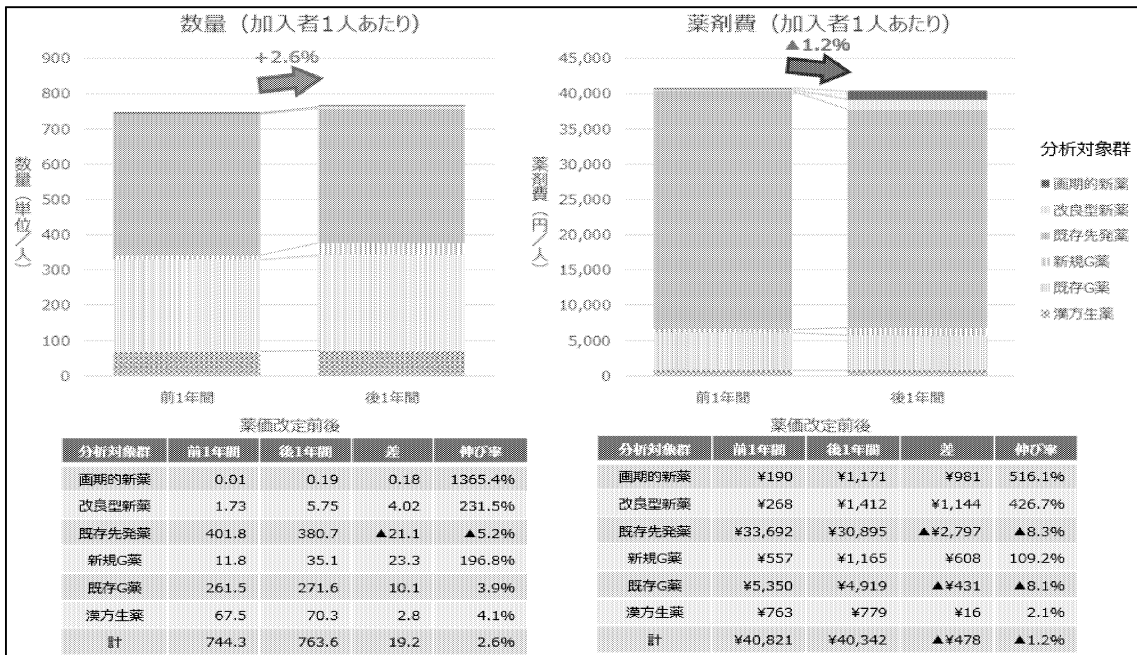 数量（加入者1人あたり）
+2.6%
900
800
700
600
500
400
300
200
100
0
数量（単位／人）
前1年間
後1年間
薬価改定前後
分析対象群 前1年間 後1年間 差 伸び率
画期的新薬 0.01 0.19 0.18 1365.4%
改良型新薬 1.73 5.75 4.02 231.5%
既存先発薬 401.8 380.7 ▲21.1 ▲5.2%
新規G薬 11.8 35.1 23.3 196.8%
既存G薬 261.5 271.6 10.1 3.9%
漢方生薬 67.5 70.3 2.8 4.1%
計 744.3 763.6 19.2 2.6%
薬剤費（加入者1人あたり）
▲1.2%
45,000
40,000
35,000
30,000
25,000
20,000
15,000
10,000
5,000
0
薬剤費（円／人）
前1年間
後1年間
薬価改定前後
分析対象群
画期的新薬
改良型新薬
既存先発薬
新規G薬
既存G薬
漢方生薬
分析対象群 前1年間 後1年間 差 伸び率
画期的新薬 ¥190 ¥1,171 ¥981 516.1%
改良型新薬 ¥268 ¥1,412 ¥1,144 426.7%
既存先発薬 ¥33,692 ¥30,895 ▲¥2,797 ▲8.3%
新規G薬 ¥557 ¥1,165 ¥608 109.2%
既存G薬 ¥5,350 ¥4,919 ▲¥431 ▲8.1%
漢方生薬 ¥763 ¥779 ¥16 2.1%
計 ¥40,821 ¥40,342 ▲¥478 ▲1.2%